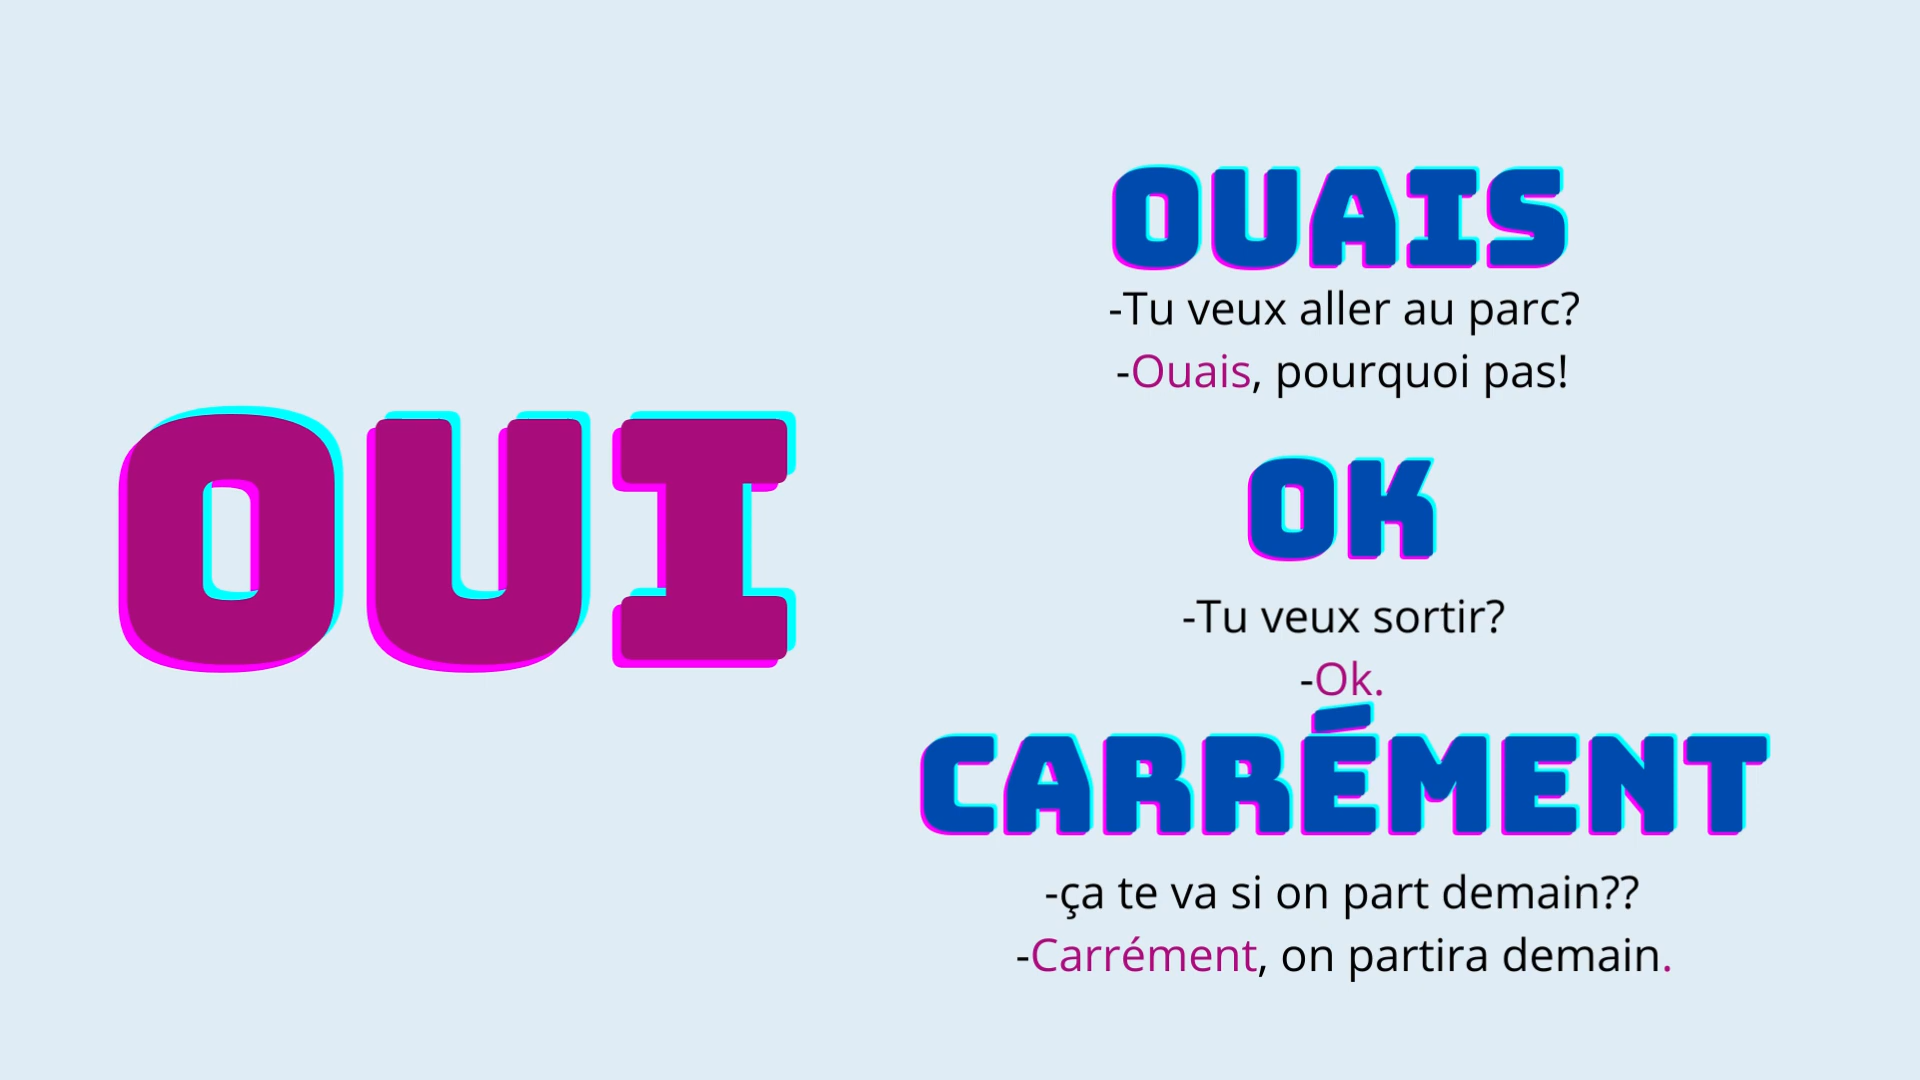 OUI
OUAIS
-Tu veux aller au parc?
-Ouais, pourquoi pas!
OK
-Tu veux sortir?
-Ok.
CARRÉMENT
-ça te va si on part demain??
-Carrément, on partira demain.